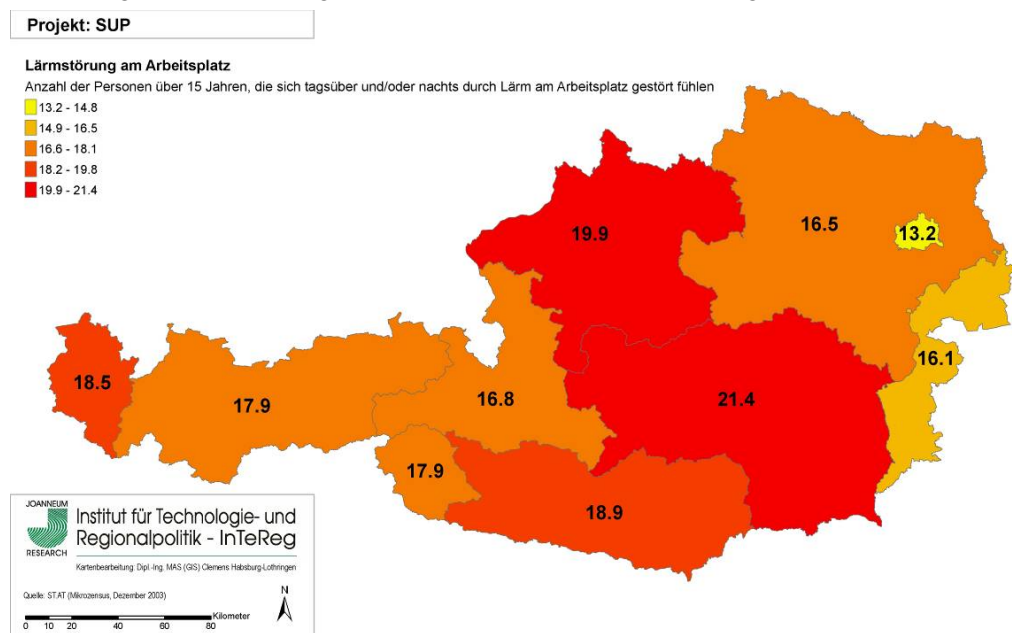 Projekt: SUP
Lärmstörung am Arbeitsplatz
Anzahl der Personen über 15 Jahren, die sich tagsüber und/oder nachts durch Lärm am Arbeitsplatz gestört fühlen
13.2 - 14.8
14.9 - 16.5
16.6 - 18.1
18.2 - 19.8
19.9 - 21.4
19.9
16.5
13.2
16.1
18.5
17.9
16.8
21.4
17.9
18.9
JOANNEUM
RESEARCH
Institut für Technologie- und
Regionalpolitik - InTeReg
Kartenbearbeitung: Dipl.-Ing. MAS (GIS) Clemens Habsburg-Lothringen
Quelle: ST.AT (Mikrozensus, Dezember 2003)
N
Kilometer
0 10 20 40 60 80